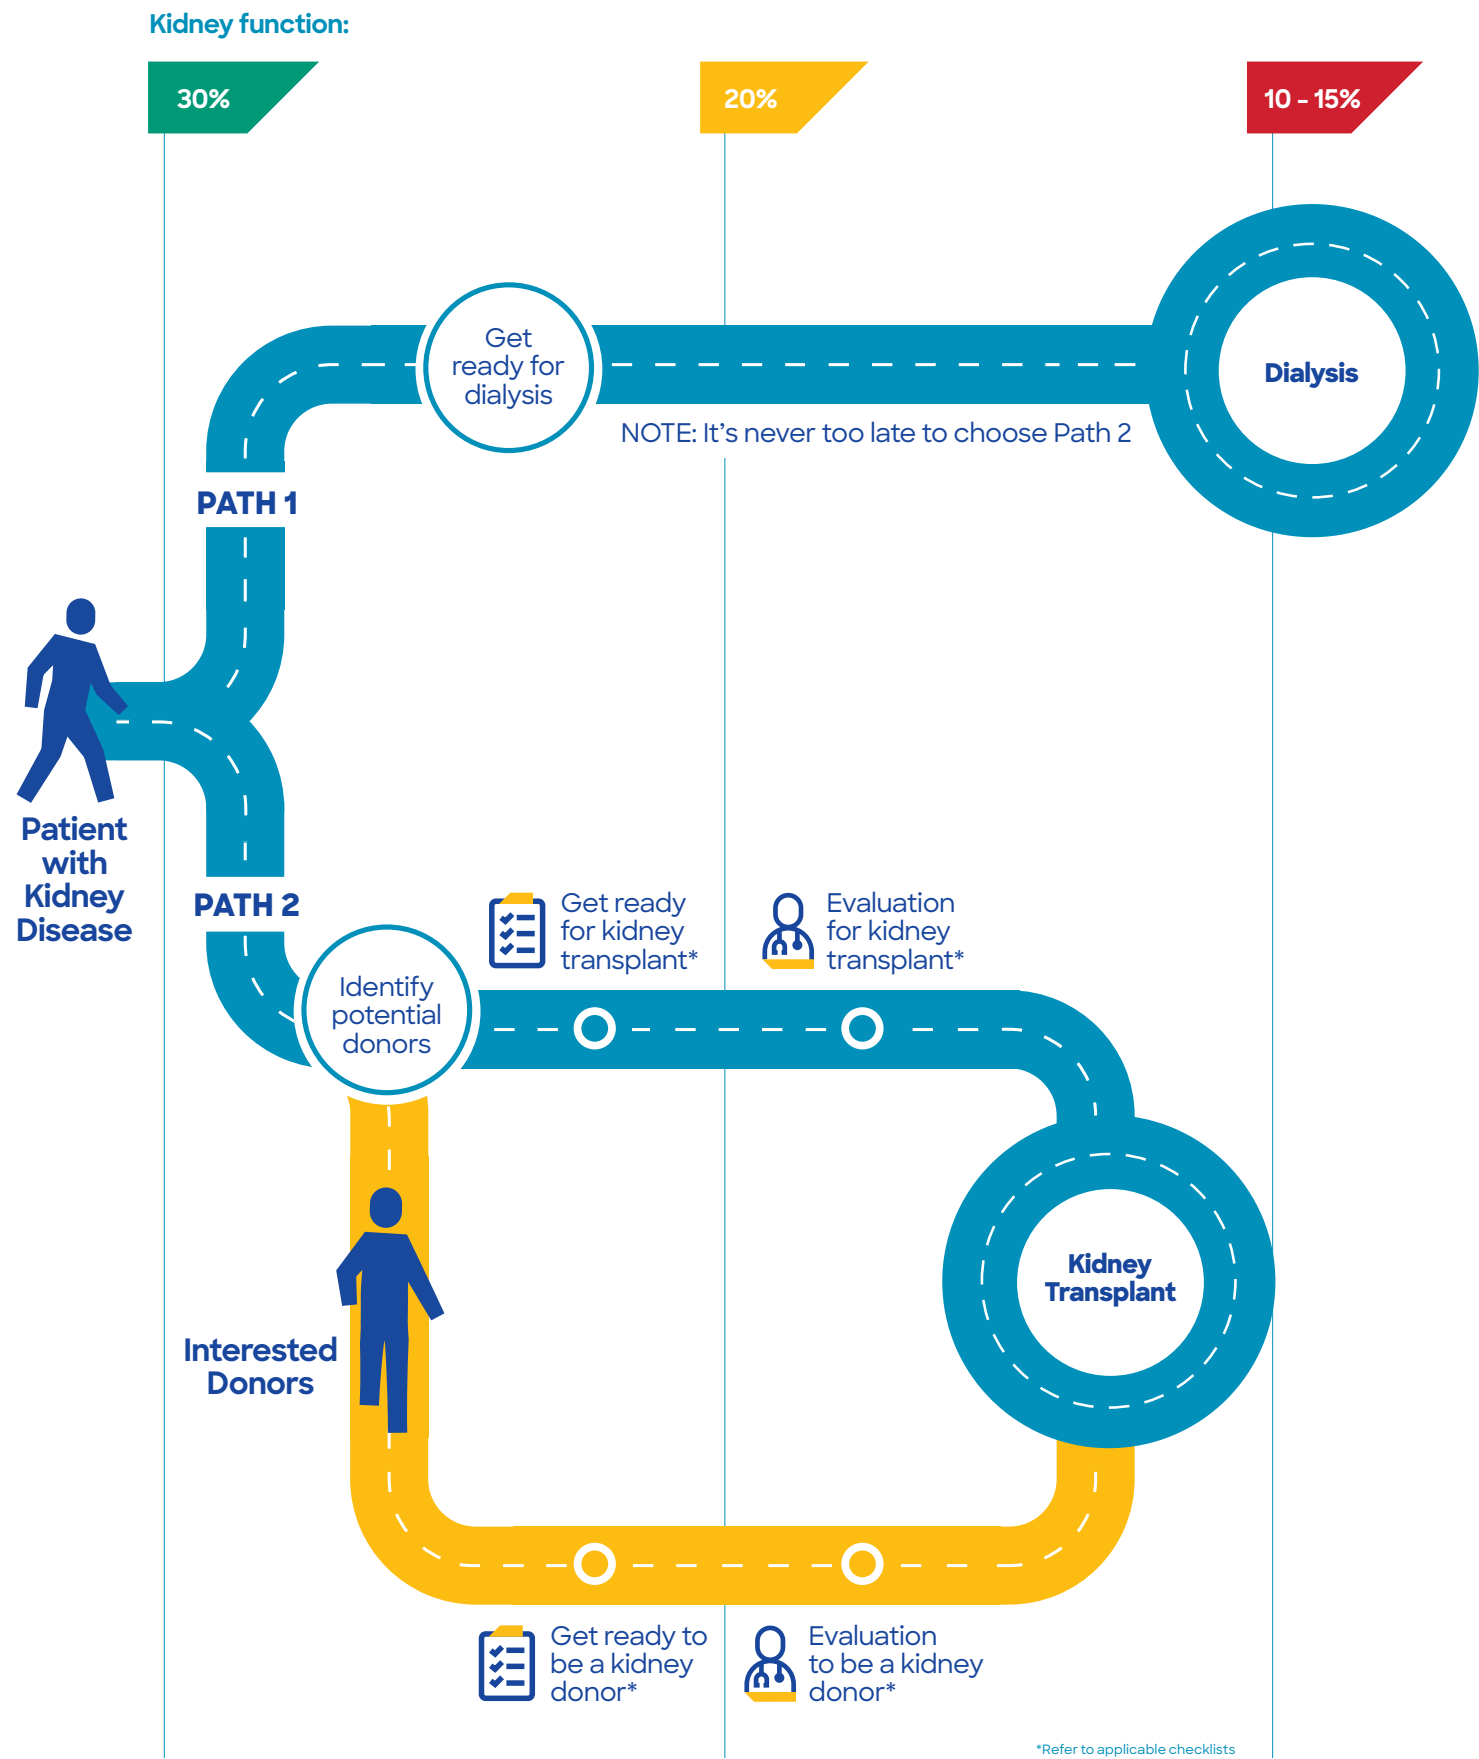 Kidney function:
30%
20%
10 – 15%
Get
ready for
dialysis
Dialysis
NOTE: It’s never too late to choose Path 2
PATH 1
Patient
with
Kidney
Disease
PATH 2
Identify
potential
donors
Get ready
for kidney
transplant*
Evaluation
for kidney
transplant*
Kidney
Transplant
Interested
Donors
Get ready to
be a kidney
donor*
Evaluation
to be a kidney
donor*
*Refer to applicable checklists